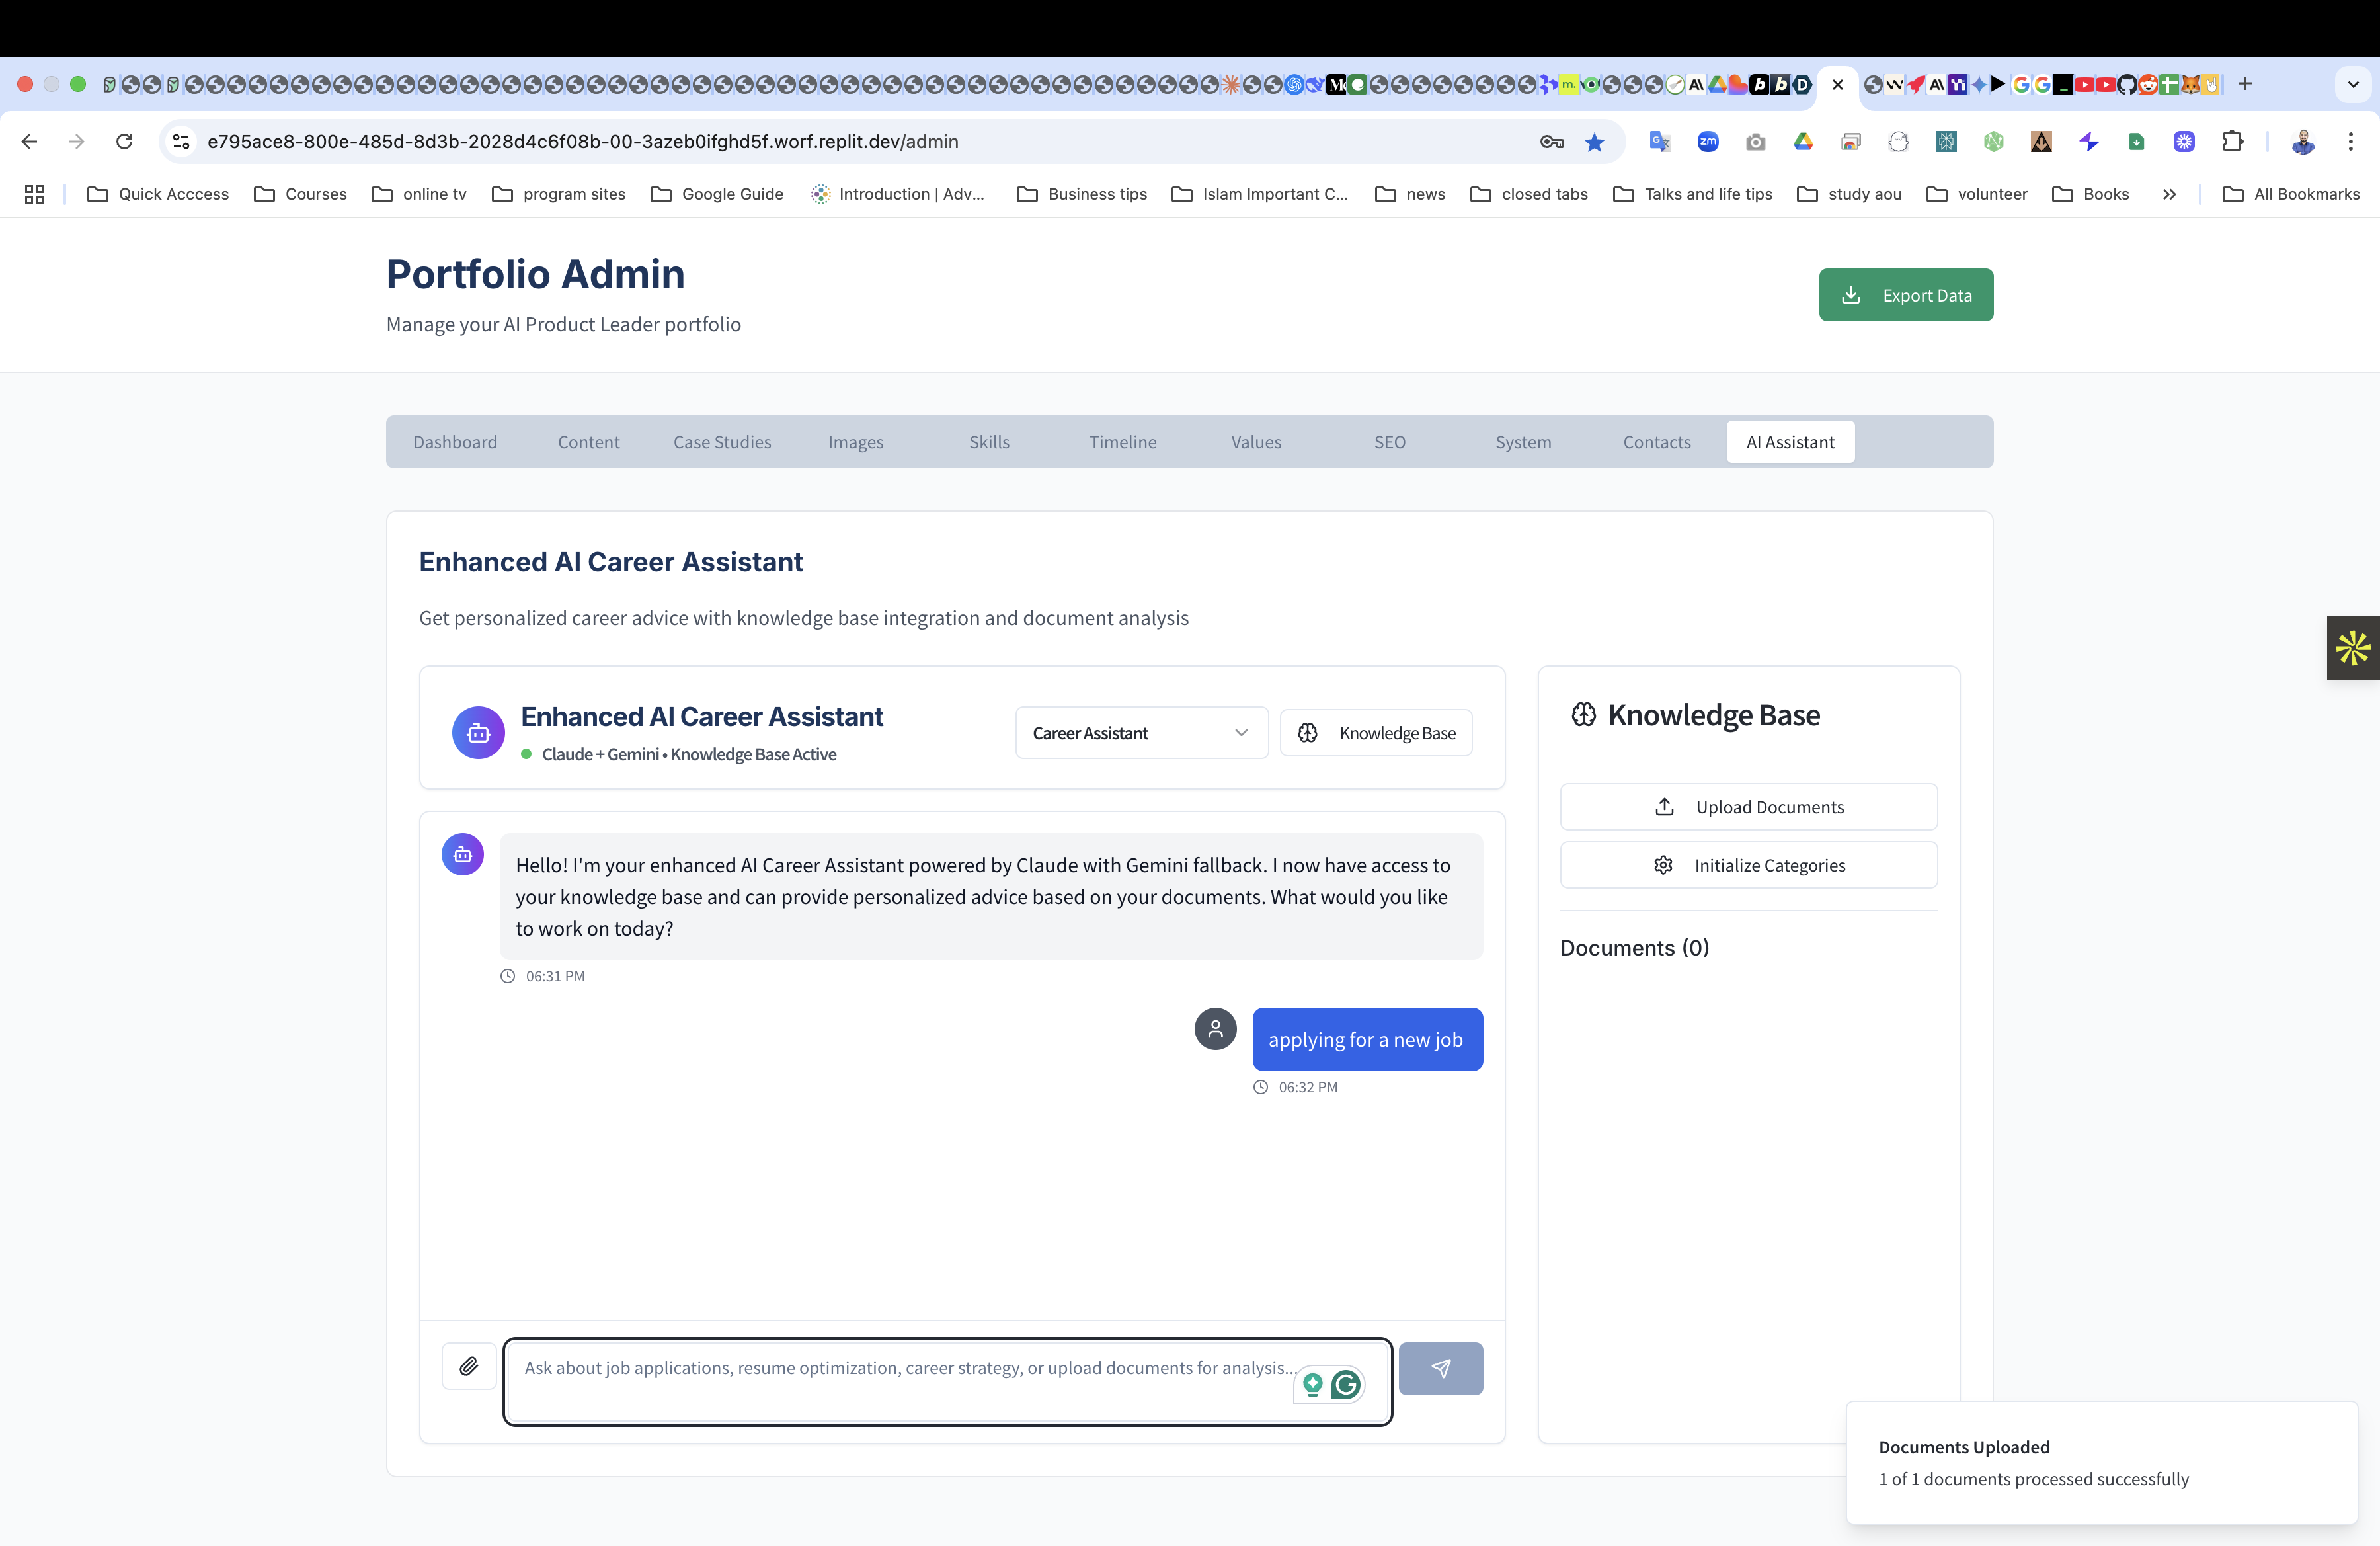 e795ace8-800e-485d-8d3b-2028d4c6f08b-00-3azeb0ifghd5f.worf.replit.dev/admin
Quick Acccess
Courses
online tv
program sites
Google Guide
Introduction | Adv...
Business tips
Islam Important C...
news
closed tabs
Talks and life tips
study aou
volunteer
Books
All Bookmarks
Portfolio Admin
Manage your AI Product Leader portfolio
Export Data
Dashboard
Content
Case Studies
Images
Skills
Timeline
Values
SEO
System
Contacts
AI Assistant
Enhanced AI Career Assistant
Get personalized career advice with knowledge base integration and document analysis
Enhanced AI Career Assistant
Claude + Gemini • Knowledge Base Active
Career Assistant
Knowledge Base
Hello! I'm your enhanced AI Career Assistant powered by Claude with Gemini fallback. I now have access to
your knowledge base and can provide personalized advice based on your documents. What would you like
to work on today?
06:31 PM
applying for a new job
06:32 PM
Ask about job applications, resume optimization, career strategy, or upload documents for analysis...
Knowledge Base
Upload Documents
Initialize Categories
Documents (0)
Documents Uploaded
1 of 1 documents processed successfully